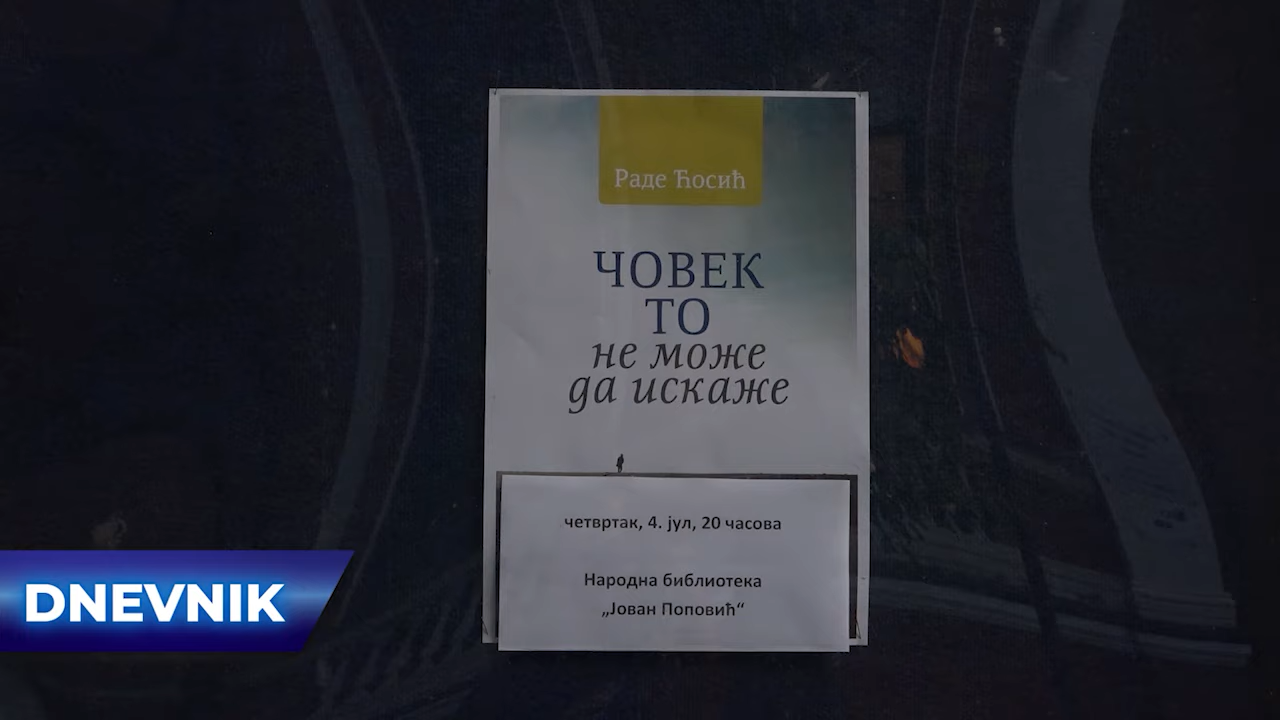 Раде Ћосић
ЧОВЕК
ТО
не може
да искаже
четвртак, 4. јул, 20 часова
Народна библиотека
„Јован Поповић“
DNEVNIK